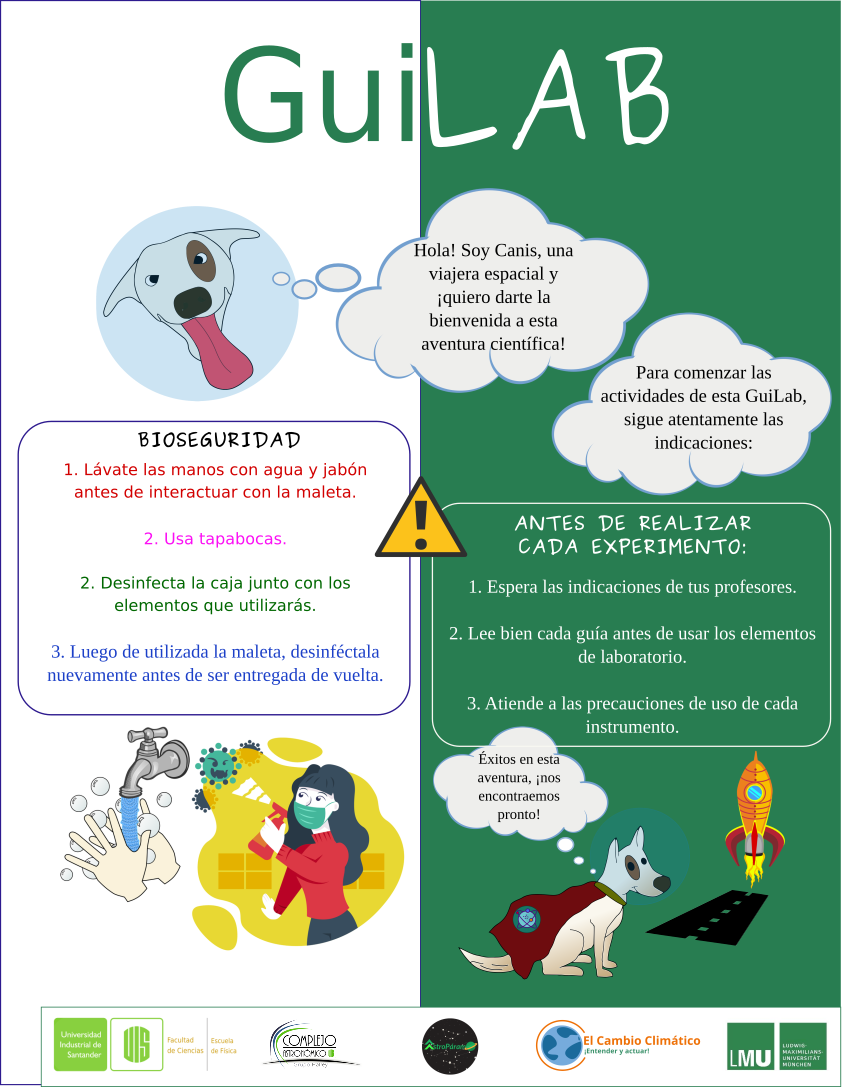 GuiLAB
Hola! Soy Canis, una
viajera espacial y
¡quiero darte la
bienvenida a esta
aventura científica!
Para comenzar las
actividades de esta GuiLab,
sigue atentamente las
indicaciones:
BIOSEGURIDAD
1. Lávate las manos con agua y jabón
antes de interactuar con la maleta.
2. Usa tapabocas.
2. Desinfecta la caja junto con los
elementos que utilizarás.
3. Luego de utilizada la maleta, desinféctala
nuevamente antes de ser entregada de vuelta.
ANTES DE REALIZAR
CADA EXPERIMENTO:
1. Espera las indicaciones de tus profesores.
2. Lee bien cada guía antes de usar los elementos
de laboratorio.
3. Atiende a las precauciones de uso de cada
instrumento.
Éxitos en esta
aventura, ¡nos
encontraemos
pronto!
Universidad
Industrial de
Santander
UIS
Facultad
de Ciencias
Escuela
de Física
COMPLEJO
ASTRONÓMICO
Halley
El Cambio Climático
¡Entender y actuar!
LMU
LUDWIG-
MAXIMILIANS-
UNIVERSITÄT
MÜNCHEN